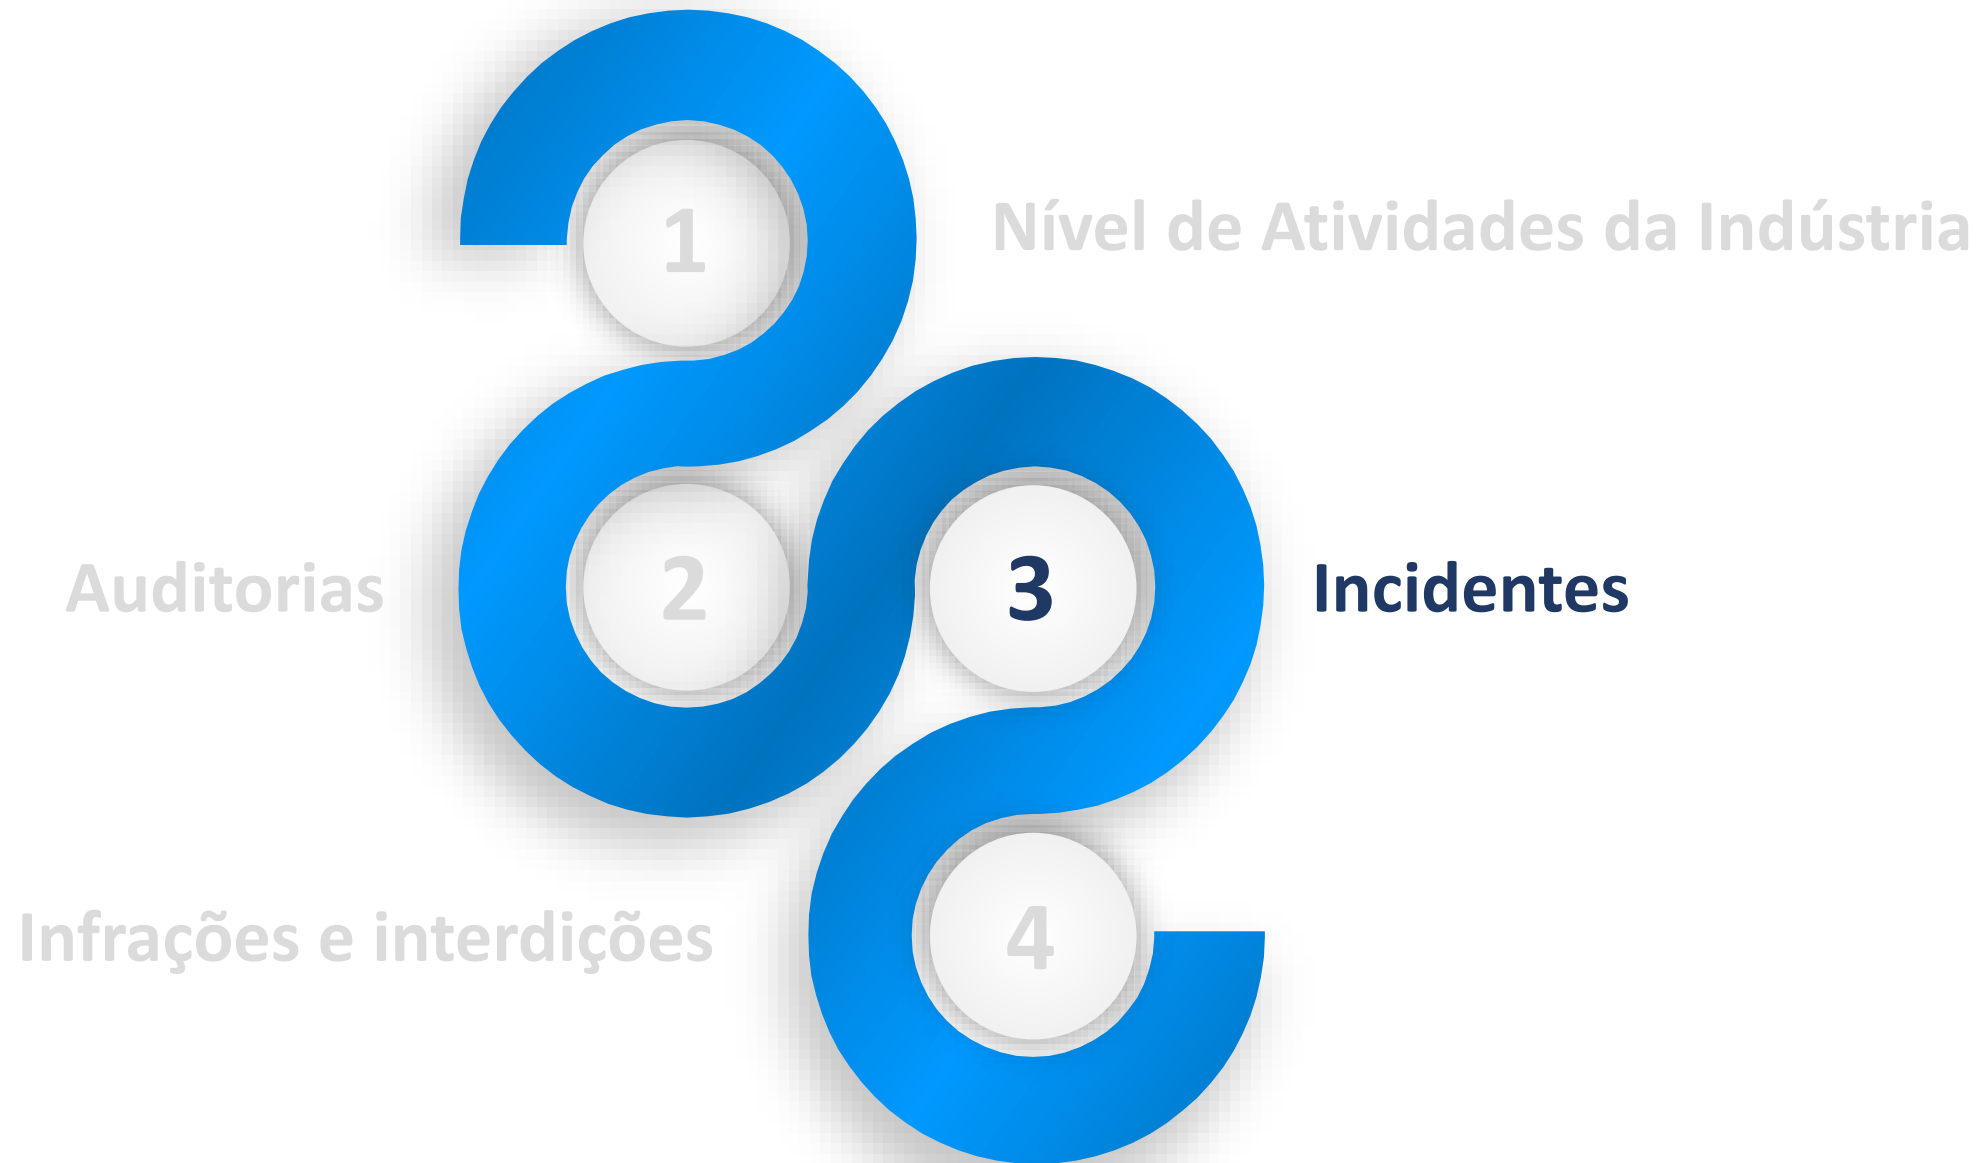 1
Nível de Atividades da Indústria
Auditorias
2
3
Incidentes
Infrações e interdições
4